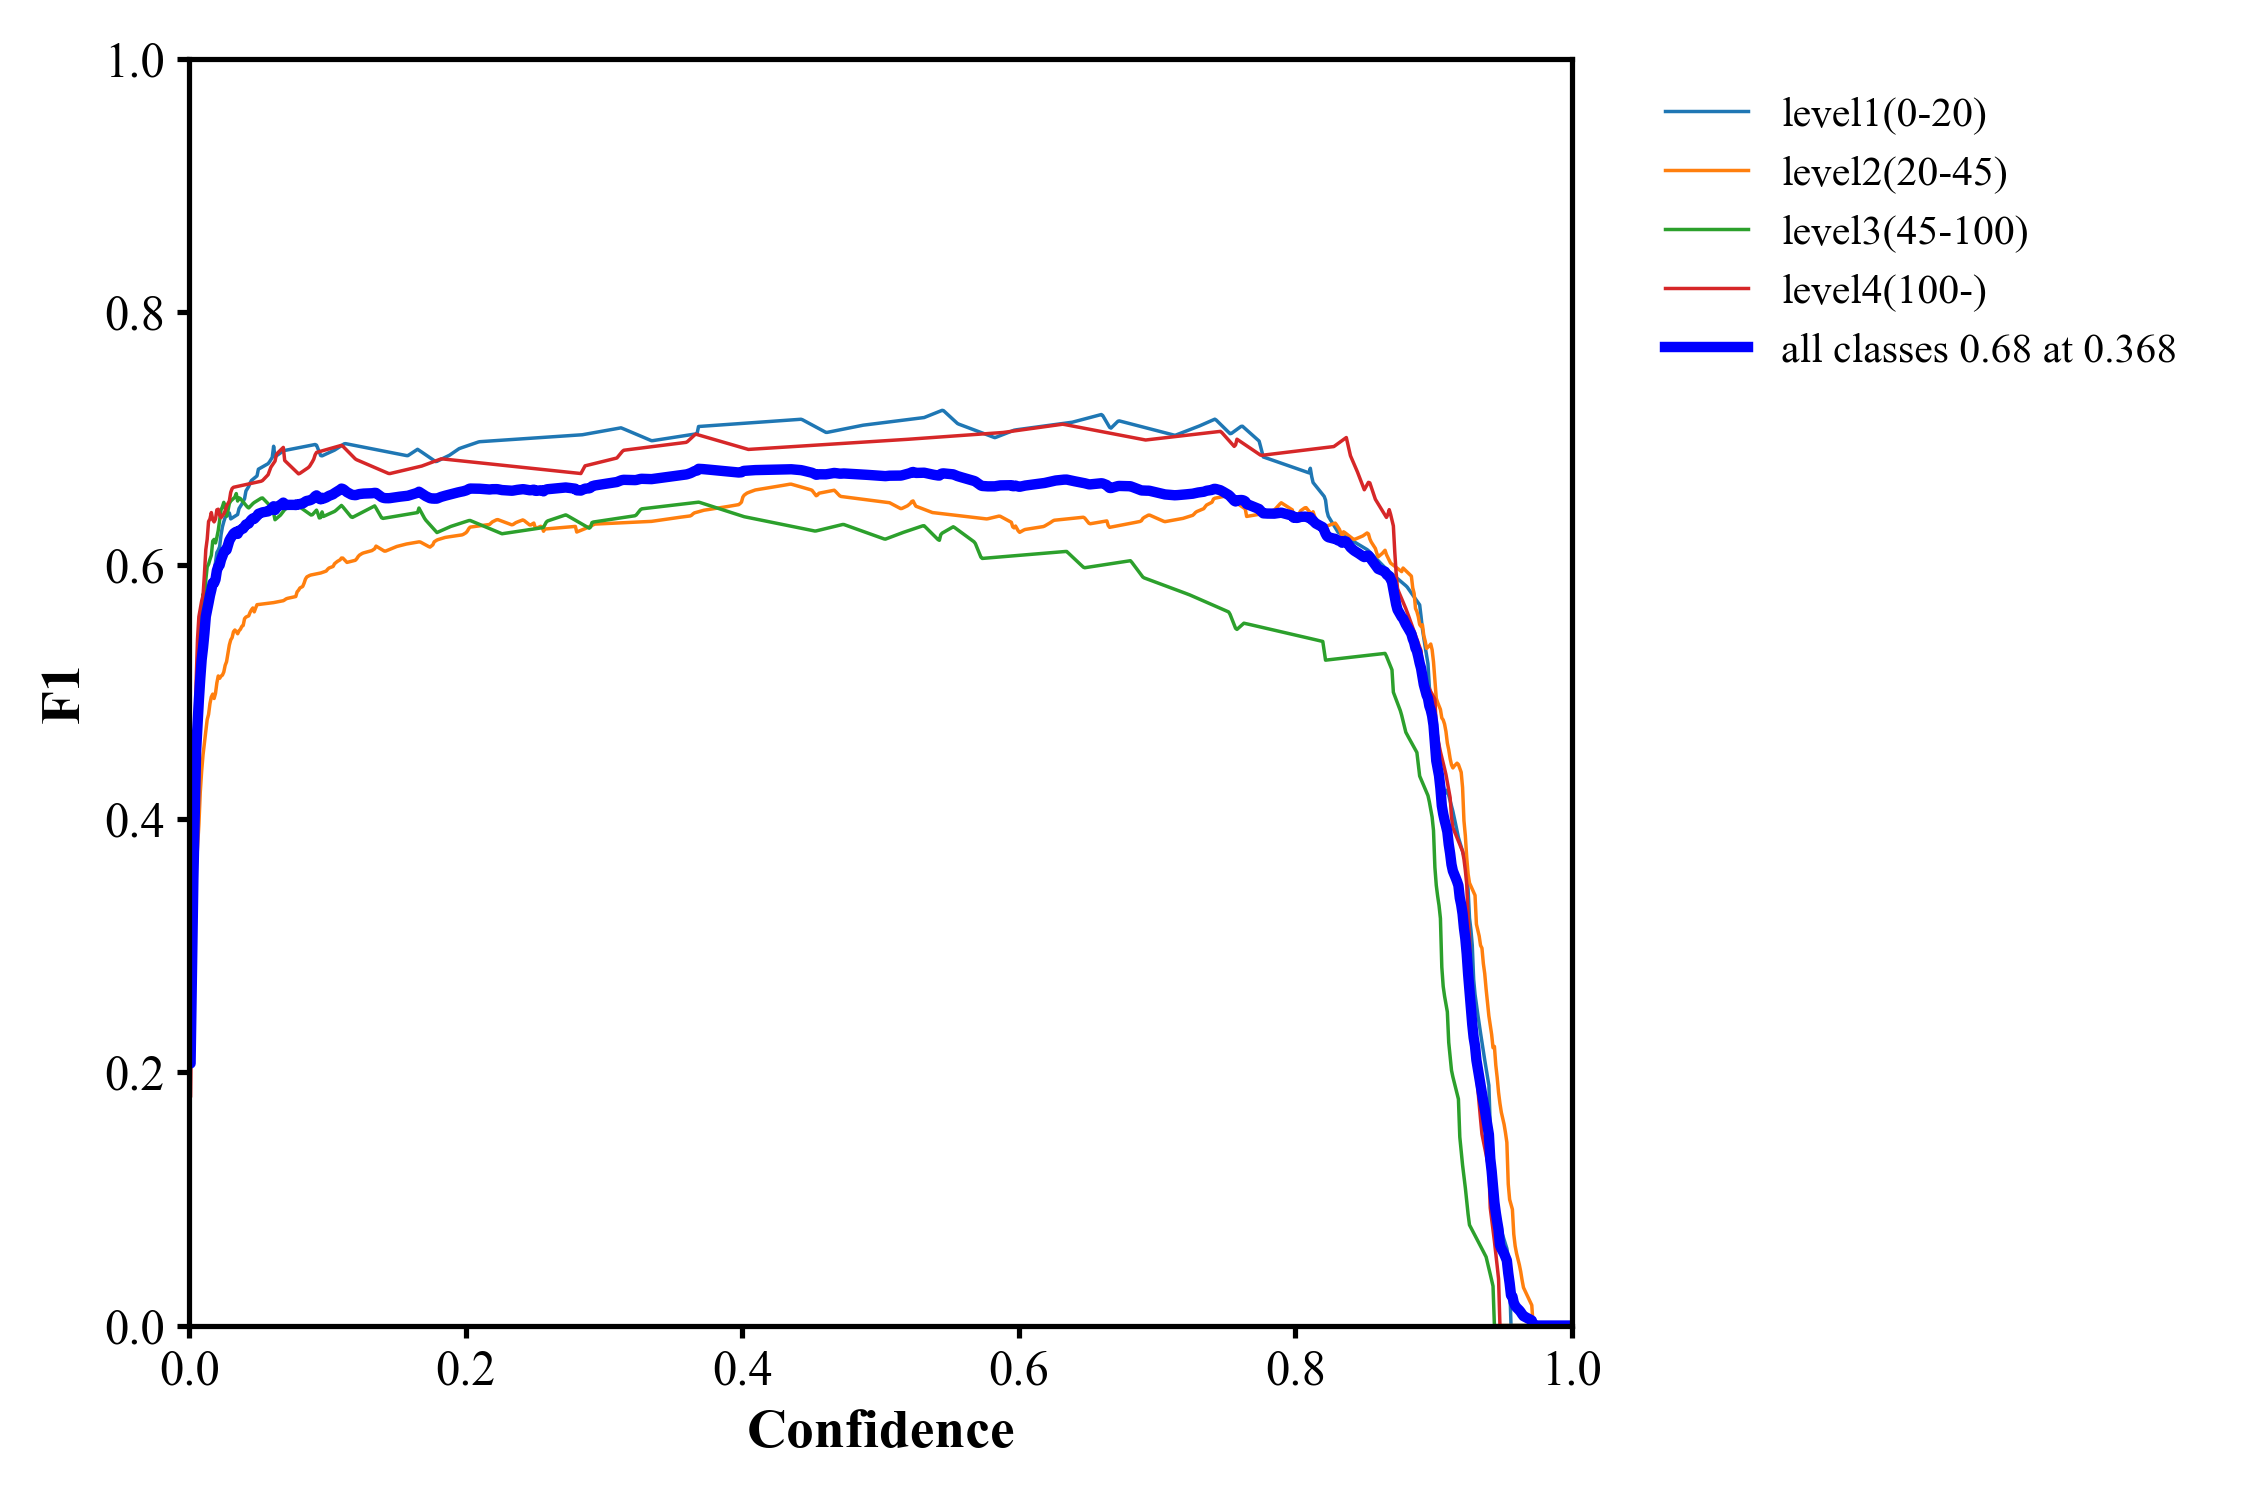 1.0
0.8
0.6
0.4
0.2
0.0
F1
0.0 0.2 0.4 0.6 0.8 1.0
Confidence
level1(0-20)
level2(20-45)
level3(45-100)
level4(100-)
all classes 0.68 at 0.368